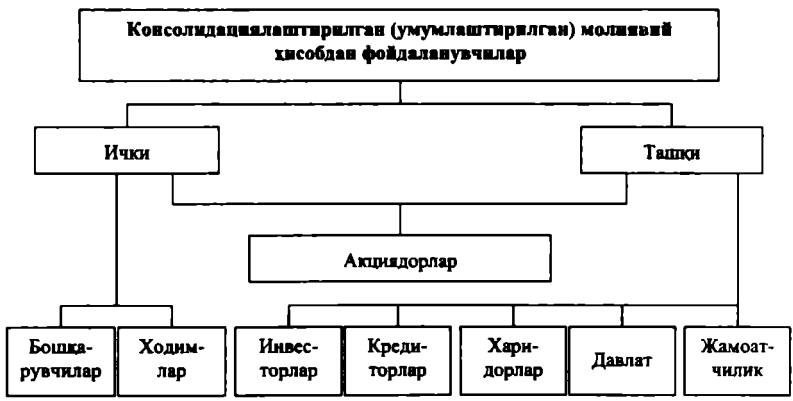 Консолидациялаштирилган (умумлаштирилган) молиявий
ҳисобдан фойдаланувчилар
Ички
Ташқи
Акциядорлар
Бошқа-
рувчилар
Ходим-
лар
Инвес-
торлар
Креди-
торлар
Хари-
дорлар
Давлат
Жамоат-
чилик